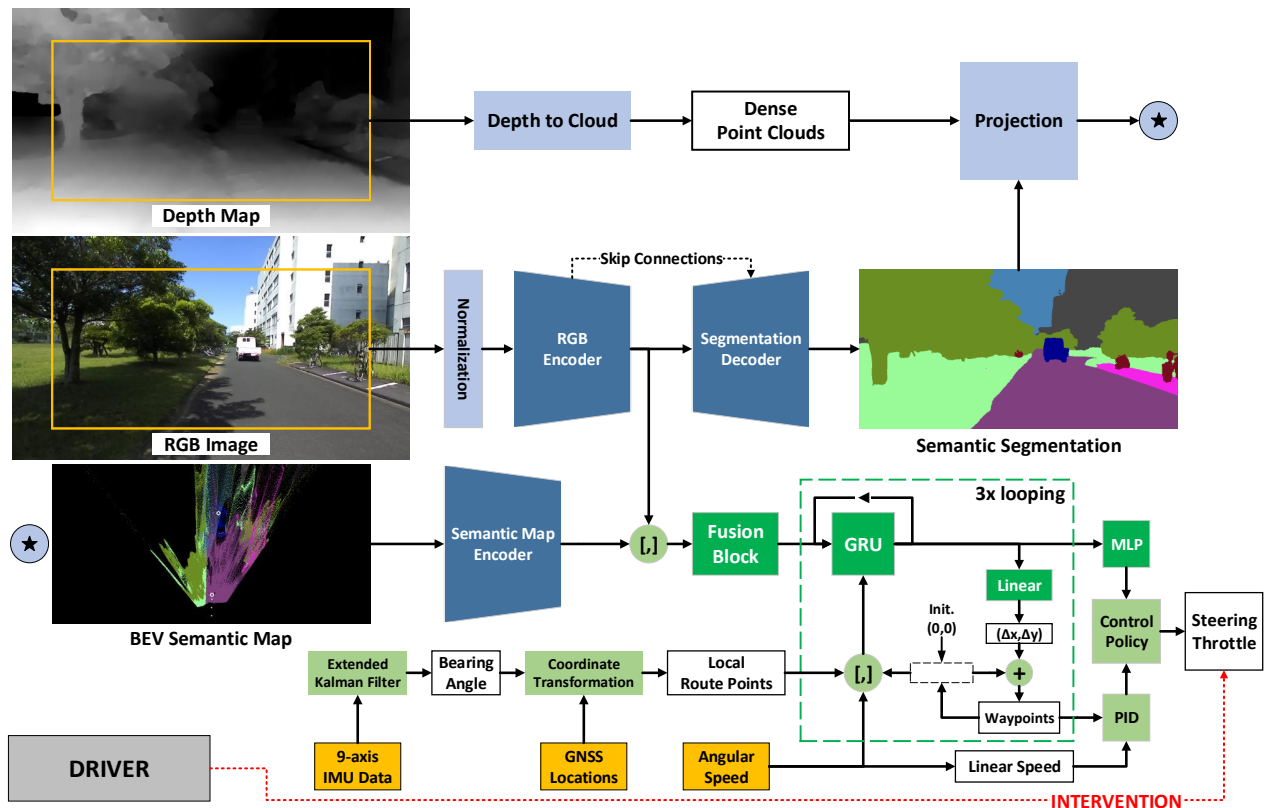 Depth Map
Depth to Cloud
Dense
Point Clouds
Projection
★
RGB Image
Normalization
RGB
Encoder
Skip Connections
Segmentation
Decoder
Semantic Segmentation
★
BEV Semantic Map
Semantic Map
Encoder
[,]
Fusion
Block
3x looping
GRU
MLP
Linear
Init.
(0,0)
(Δx,Δy)
Control
Policy
Steering
Throttle
Extended
Kalman Filter
Bearing
Angle
Coordinate
Transformation
Local
Route Points
[,]
+
Waypoints
PID
DRIVER
9-axis
IMU Data
GNSS
Locations
Angular
Speed
Linear Speed
INTERVENTION